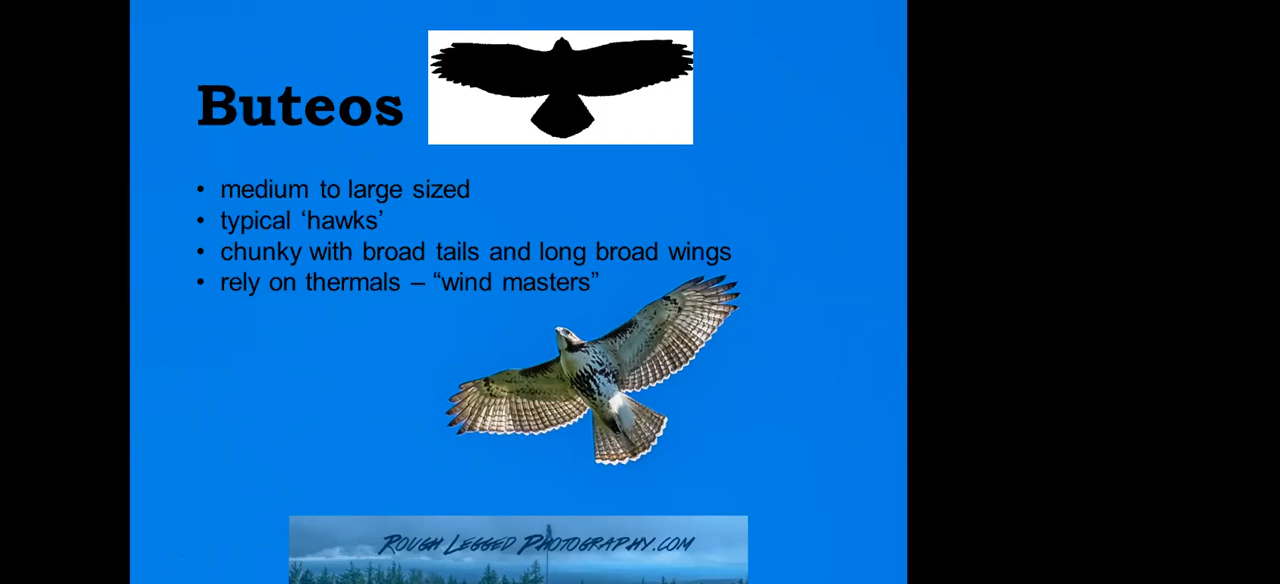 Buteos
• medium to large sized
• typical ‘hawks’
• chunky with broad tails and long broad wings
• rely on thermals – “wind masters”
ROUGH LEGGED PHOTOGRAPHY.COM